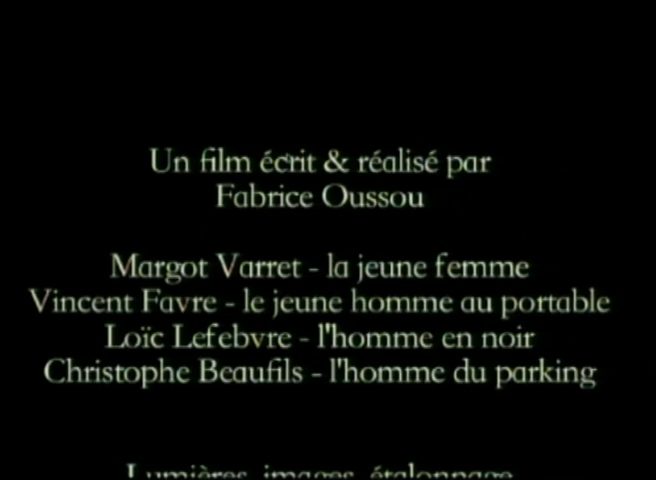 Un film écrit & réalisé par
Fabrice Oussou
Margot Varret - la jeune femme
Vincent Favre - le jeune homme au portable
Loïc Lefebvre - l'homme en noir
Christophe Beaufils - l'homme du parking
Lumières, images, étalonnage